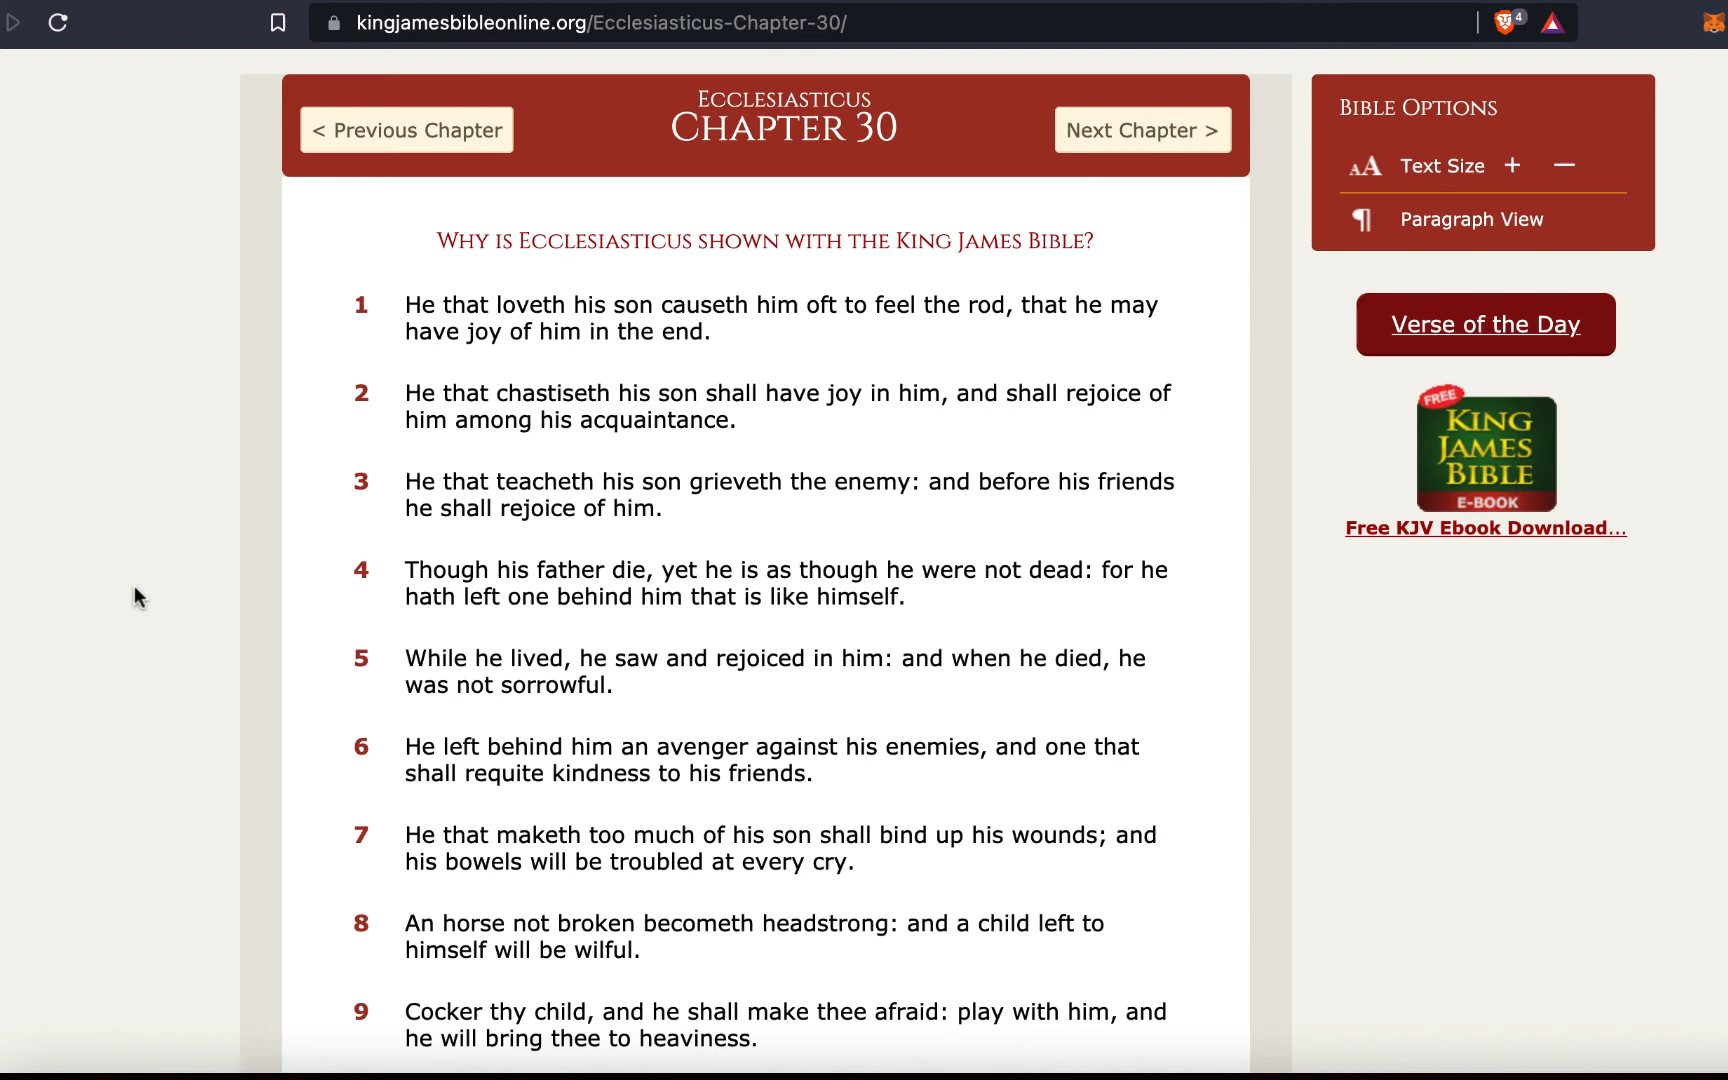 kingjamesbibleonline.org/Ecclesiasticus-Chapter-30/
4
< Previous Chapter
Ecclesiasticus
Chapter 30
Next Chapter >
Why is Ecclesiasticus shown with the King James Bible?
1 He that loveth his son causeth him oft to feel the rod, that he may
have joy of him in the end.
2 He that chastiseth his son shall have joy in him, and shall rejoice of
him among his acquaintance.
3 He that teacheth his son grieveth the enemy: and before his friends
he shall rejoice of him.
4 Though his father die, yet he is as though he were not dead: for he
hath left one behind him that is like himself.
5 While he lived, he saw and rejoiced in him: and when he died, he
was not sorrowful.
6 He left behind him an avenger against his enemies, and one that
shall requite kindness to his friends.
7 He that maketh too much of his son shall bind up his wounds; and
his bowels will be troubled at every cry.
8 An horse not broken becometh headstrong: and a child left to
himself will be wilful.
9 Cocker thy child, and he shall make thee afraid: play with him, and
he will bring thee to heaviness.
Bible Options
AA Text Size + —
¶ Paragraph View
Verse of the Day
FREE
King
James
Bible
E-BOOK
Free KJV Ebook Download...